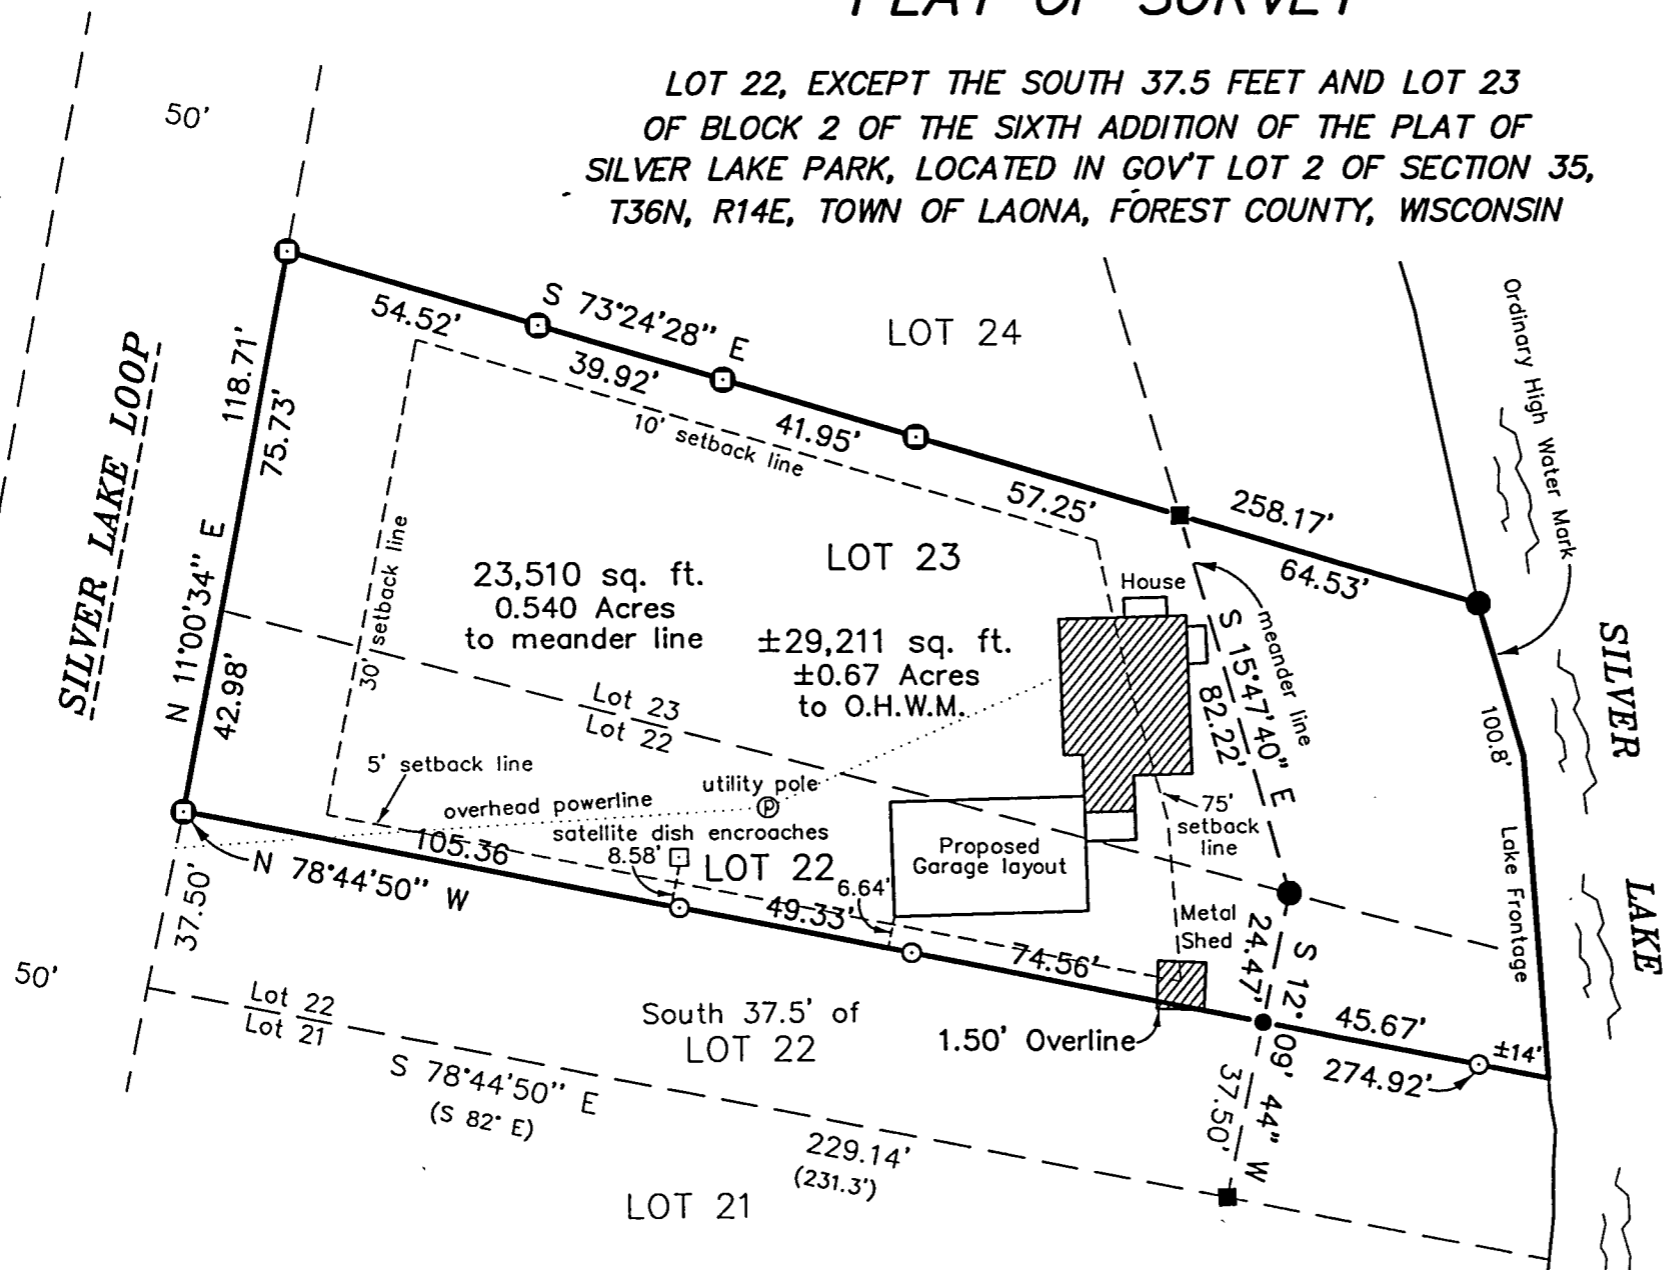 PLAT OF SURVEY
LOT 22, EXCEPT THE SOUTH 37.5 FEET AND LOT 23
OF BLOCK 2 OF THE SIXTH ADDITION OF THE PLAT OF
SILVER LAKE PARK, LOCATED IN GOV'T LOT 2 OF SECTION 35,
T36N, R14E, TOWN OF LAONA, FOREST COUNTY, WISCONSIN
50'
SILVER LAKE LOOP
118.71'
75.73'
N 11°00'34" E
42.98'
54.52'
S 73°24'28" E
39.92'
41.95'
57.25'
10' setback line
LOT 24
258.17'
64.53'
Ordinary High Water Mark
30' setback line
23,510 sq. ft.
0.540 Acres
to meander line
LOT 23
±29,211 sq. ft.
±0.67 Acres
to O.H.W.M.
House
meander line
S 15°47'40" E
82.22'
100.8'
Lake Frontage
SILVER
LAKE
Lot 23
Lot 22
5' setback line
overhead powerline
utility pole
P
satellite dish encroaches
8.58'
105.36
N 78°44'50" W
LOT 22
49.33'
6.64'
Proposed
Garage layout
75'
setback
line
Metal
Shed
74.56'
24.47'
S 12°09'44" W
37.50'
1.50' Overline
45.67'
274.92'
±14'
37.50'
50'
Lot 22
Lot 21
South 37.5' of
LOT 22
S 78°44'50" E
(S 82° E)
229.14'
(231.3')
LOT 21